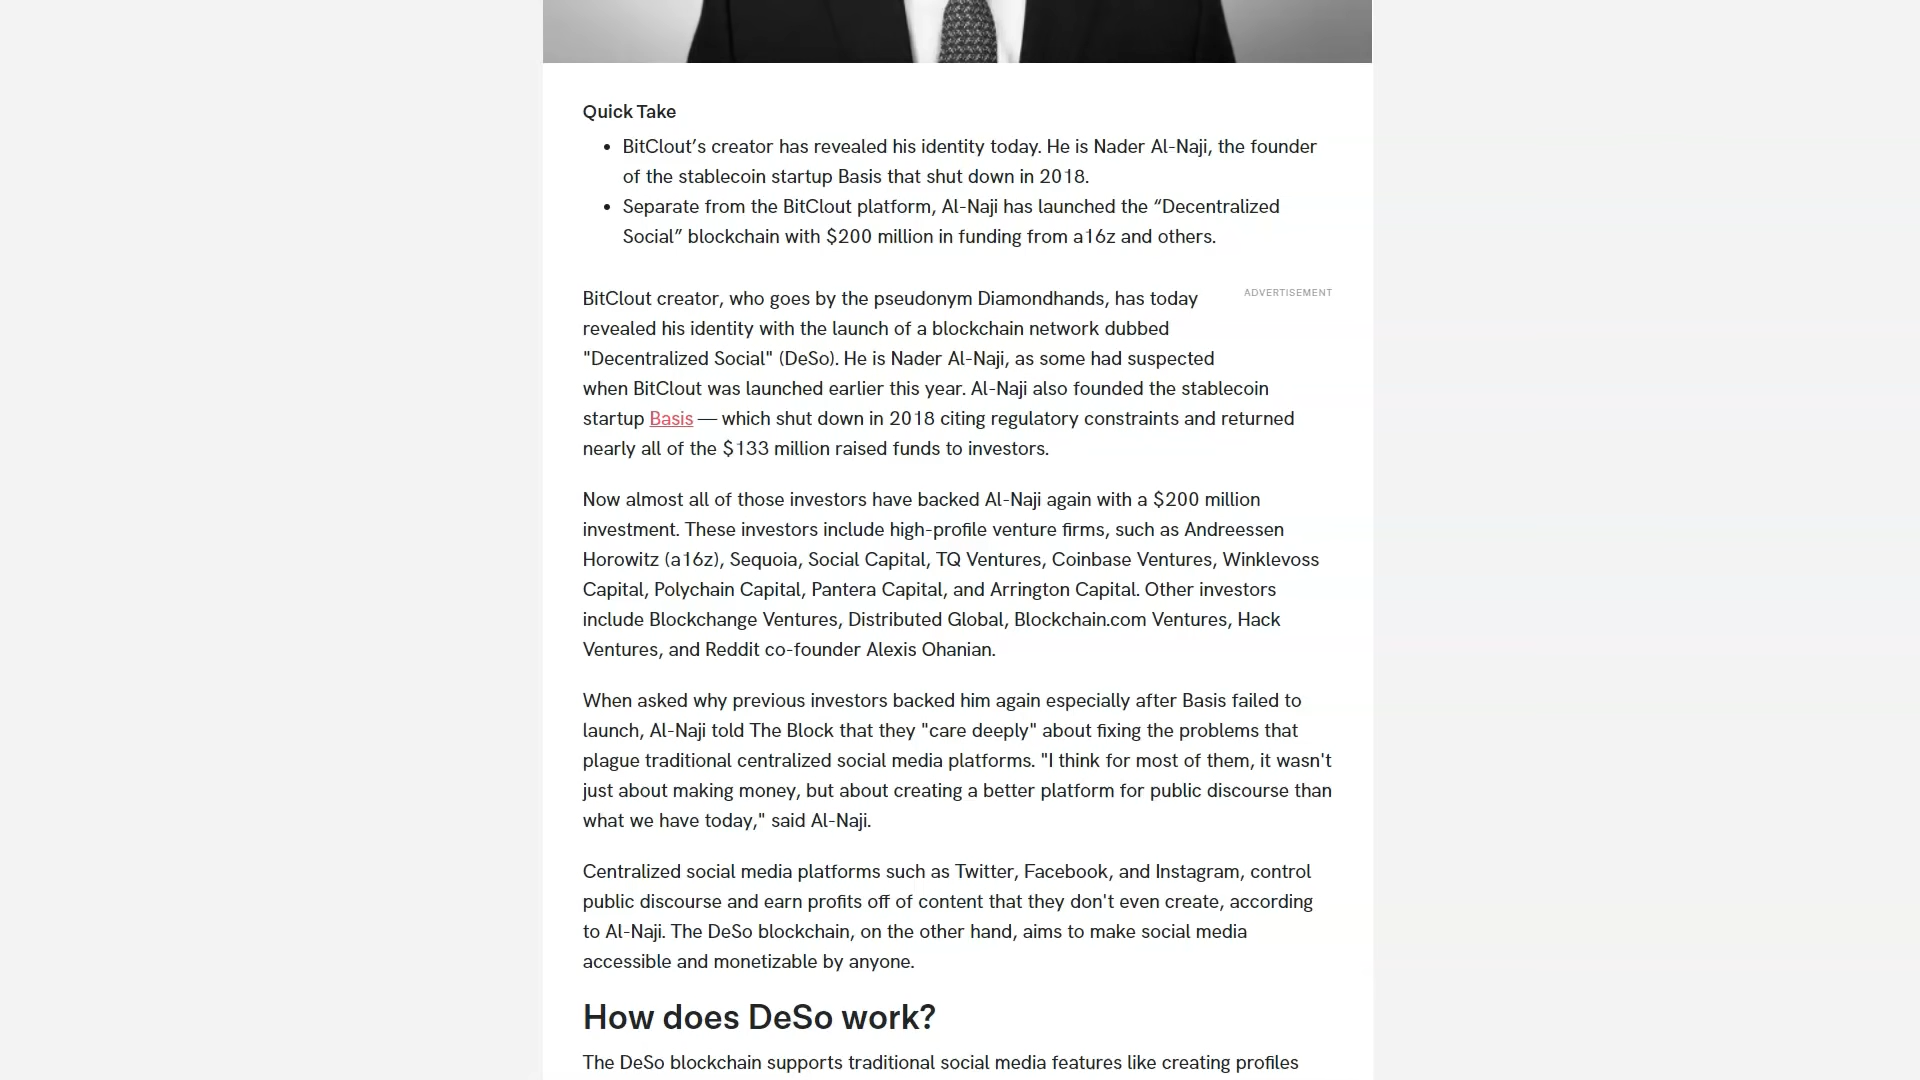 Quick Take
• BitClout’s creator has revealed his identity today. He is Nader Al-Naji, the founder
of the stablecoin startup Basis that shut down in 2018.
• Separate from the BitClout platform, Al-Naji has launched the “Decentralized
Social” blockchain with $200 million in funding from a16z and others.
ADVERTISEMENT
BitClout creator, who goes by the pseudonym Diamondhands, has today
revealed his identity with the launch of a blockchain network dubbed
"Decentralized Social" (DeSo). He is Nader Al-Naji, as some had suspected
when BitClout was launched earlier this year. Al-Naji also founded the stablecoin
startup Basis — which shut down in 2018 citing regulatory constraints and returned
nearly all of the $133 million raised funds to investors.
Now almost all of those investors have backed Al-Naji again with a $200 million
investment. These investors include high-profile venture firms, such as Andreessen
Horowitz (a16z), Sequoia, Social Capital, TQ Ventures, Coinbase Ventures, Winklevoss
Capital, Polychain Capital, Pantera Capital, and Arrington Capital. Other investors
include Blockchange Ventures, Distributed Global, Blockchain.com Ventures, Hack
Ventures, and Reddit co-founder Alexis Ohanian.
When asked why previous investors backed him again especially after Basis failed to
launch, Al-Naji told The Block that they "care deeply" about fixing the problems that
plague traditional centralized social media platforms. "I think for most of them, it wasn't
just about making money, but about creating a better platform for public discourse than
what we have today," said Al-Naji.
Centralized social media platforms such as Twitter, Facebook, and Instagram, control
public discourse and earn profits off of content that they don't even create, according
to Al-Naji. The DeSo blockchain, on the other hand, aims to make social media
accessible and monetizable by anyone.
How does DeSo work?
The DeSo blockchain supports traditional social media features like creating profiles